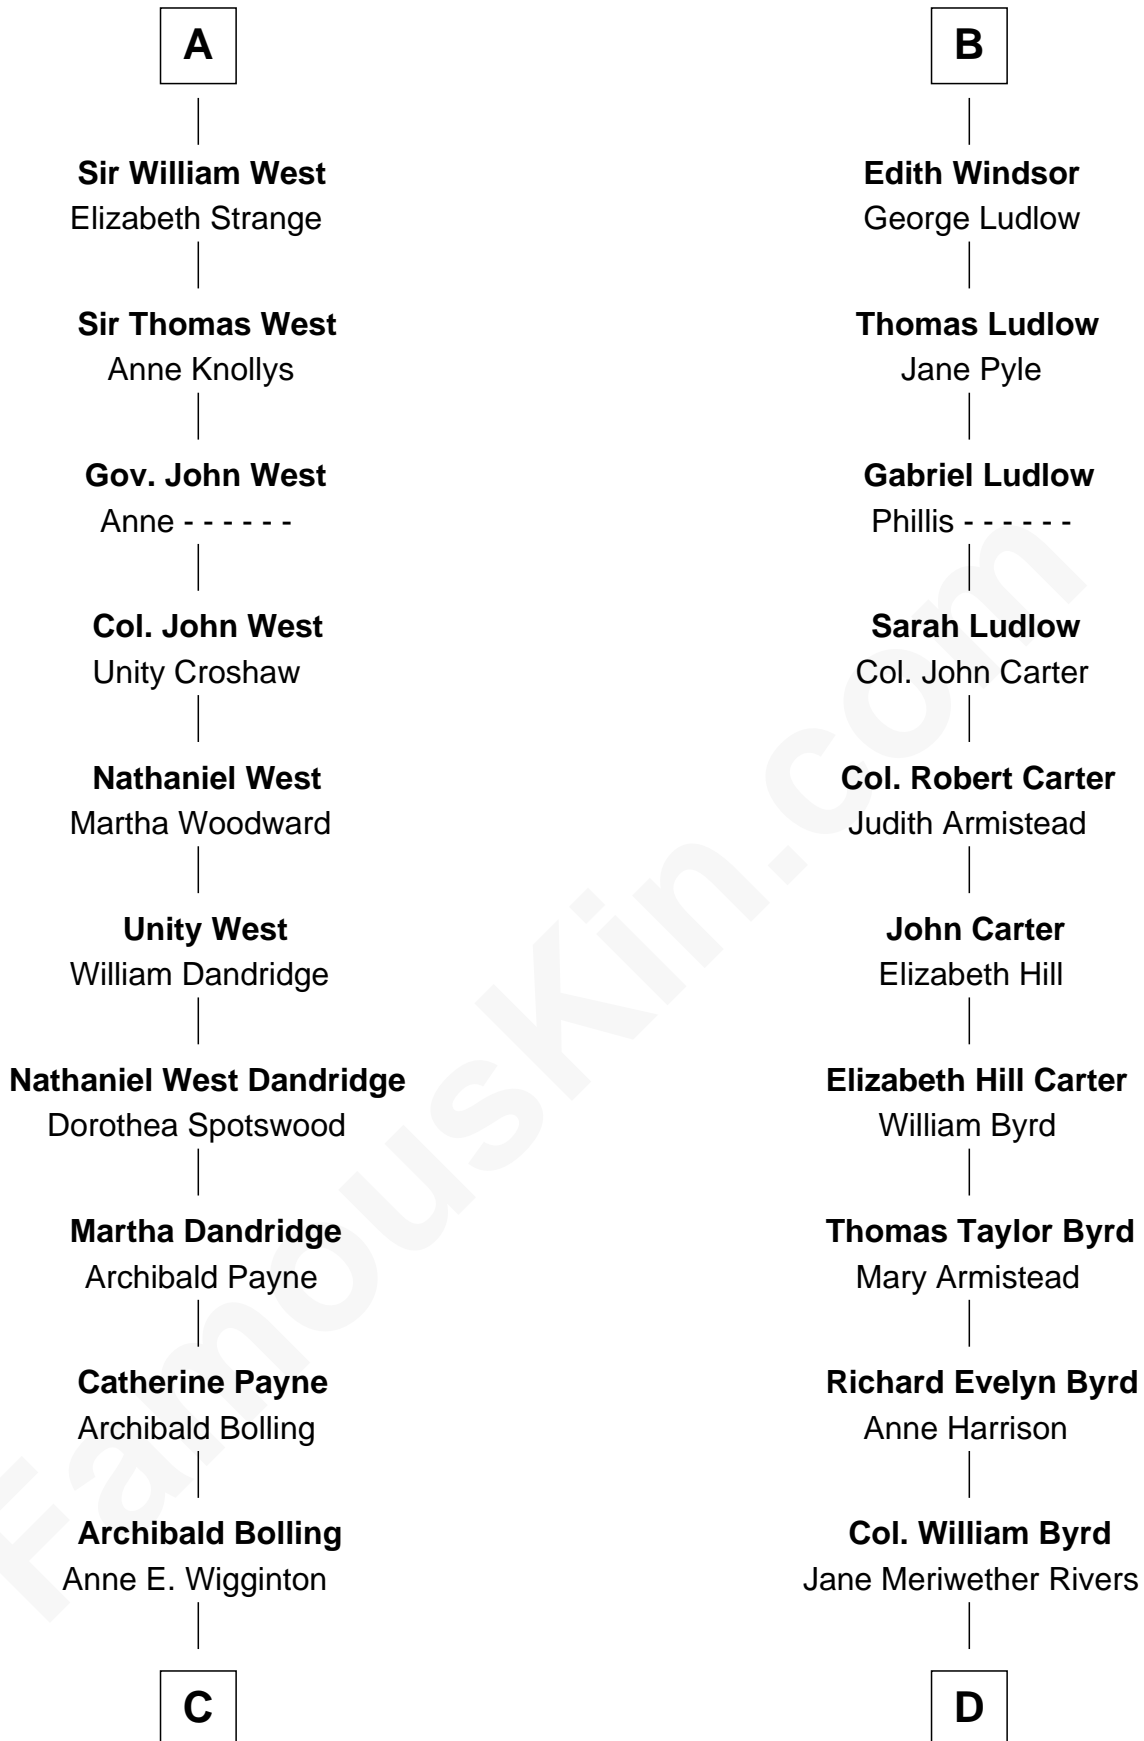 A
Sir William West
Elizabeth Strange
Sir Thomas West
Anne Knollys
Gov. John West
Anne - - - - - -
Col. John West
Unity Croshaw
Nathaniel West
Martha Woodward
Unity West
William Dandridge
Nathaniel West Dandridge
Dorothea Spotswood
Martha Dandridge
Archibald Payne
Catherine Payne
Archibald Bolling
Archibald Bolling
Anne E. Wigginton
C
B
Edith Windsor
George Ludlow
Thomas Ludlow
Jane Pyle
Gabriel Ludlow
Phillis - - - - - -
Sarah Ludlow
Col. John Carter
Col. Robert Carter
Judith Armistead
John Carter
Elizabeth Hill
Elizabeth Hill Carter
William Byrd
Thomas Taylor Byrd
Mary Armistead
Richard Evelyn Byrd
Anne Harrison
Col. William Byrd
Jane Meriwether Rivers
D
FamousKin.com